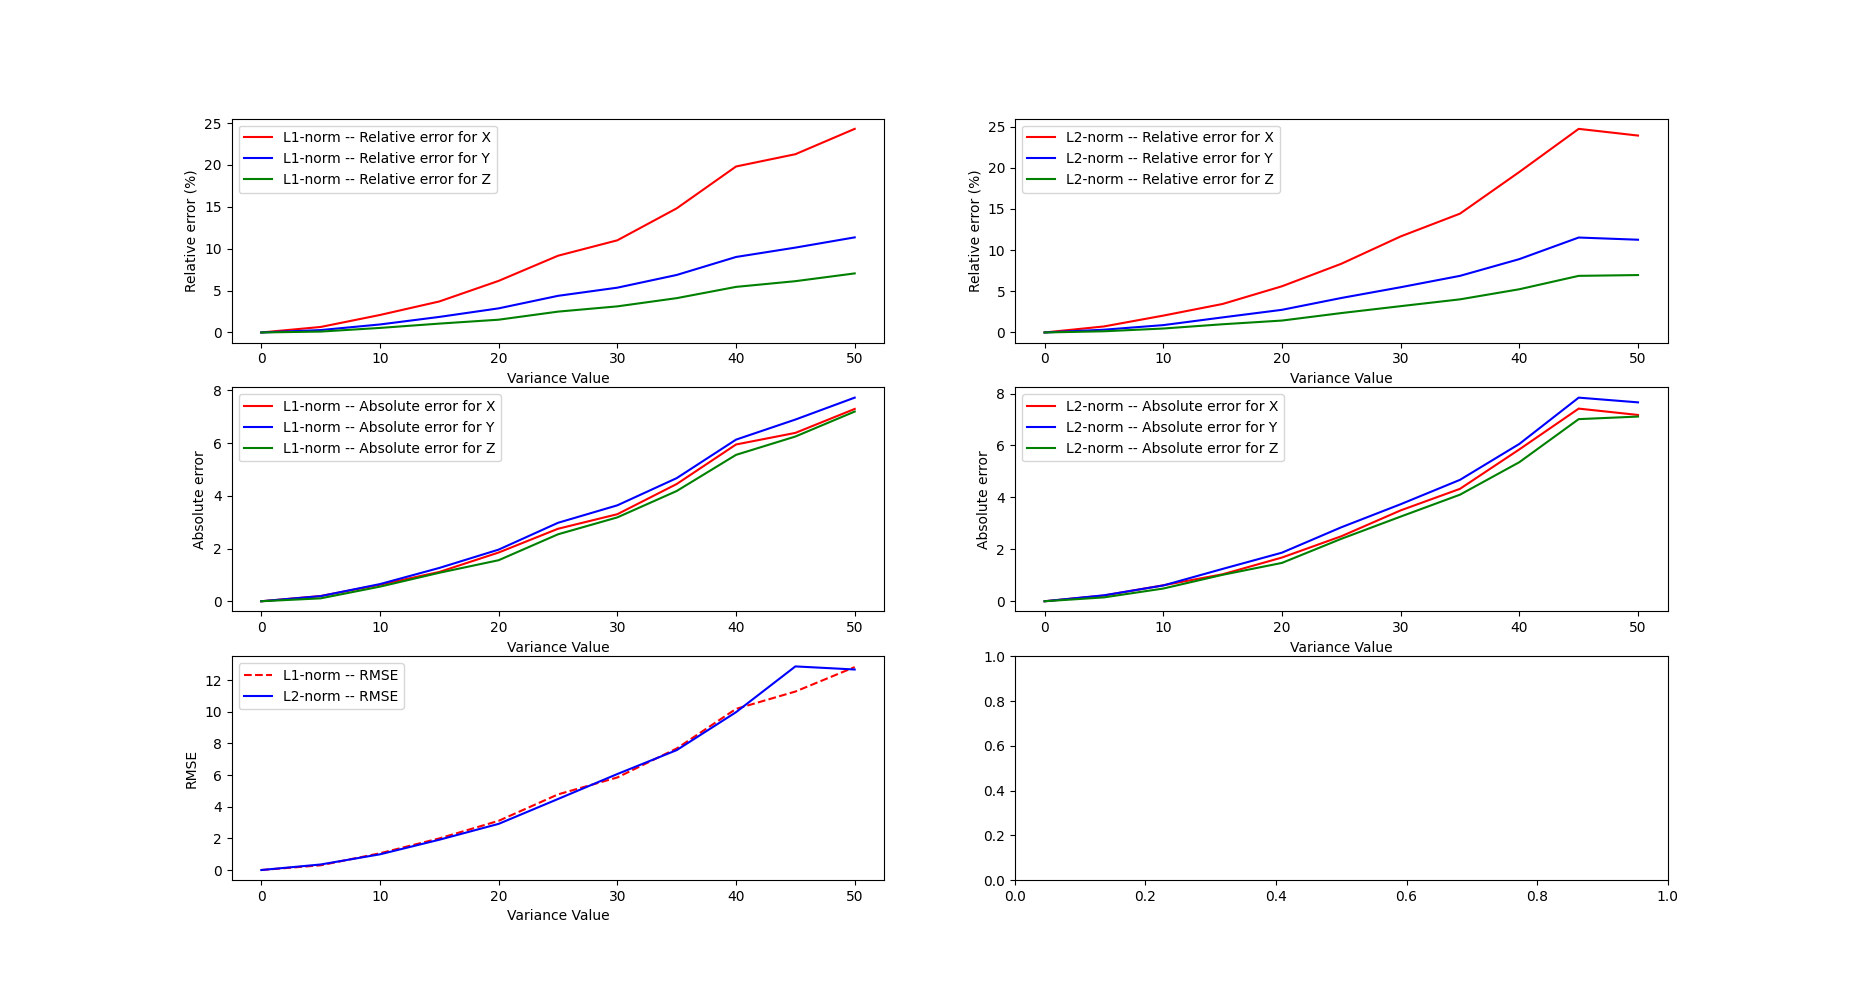 L1-norm -- Relative error for X
L1-norm -- Relative error for Y
L1-norm -- Relative error for Z
Relative error (%)
25
20
15
10
5
0
0 10 20 30 40 50
Variance Value
L2-norm -- Relative error for X
L2-norm -- Relative error for Y
L2-norm -- Relative error for Z
Relative error (%)
25
20
15
10
5
0
0 10 20 30 40 50
Variance Value
L1-norm -- Absolute error for X
L1-norm -- Absolute error for Y
L1-norm -- Absolute error for Z
Absolute error
8
6
4
2
0
0 10 20 30 40 50
Variance Value
L2-norm -- Absolute error for X
L2-norm -- Absolute error for Y
L2-norm -- Absolute error for Z
Absolute error
8
6
4
2
0
0 10 20 30 40 50
Variance Value
L1-norm -- RMSE
L2-norm -- RMSE
RMSE
12
10
8
6
4
2
0
0 10 20 30 40 50
Variance Value
1.0
0.8
0.6
0.4
0.2
0.0
0.0 0.2 0.4 0.6 0.8 1.0